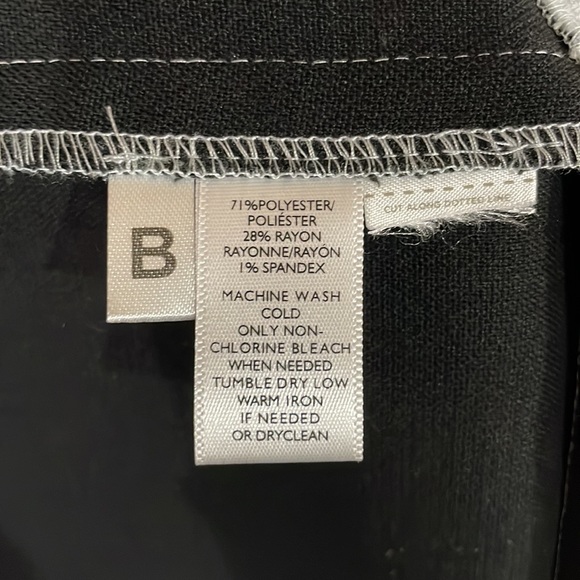 B
71%POLYESTER/
POLIÉSTER
28% RAYON
RAYONNE/RAYÓN
1% SPANDEX
MACHINE WASH
COLD
ONLY NON-
CHLORINE BLEACH
WHEN NEEDED
TUMBLE DRY LOW
WARM IRON
IF NEEDED
OR DRYCLEAN
CUT ALONG DOTTED LINE